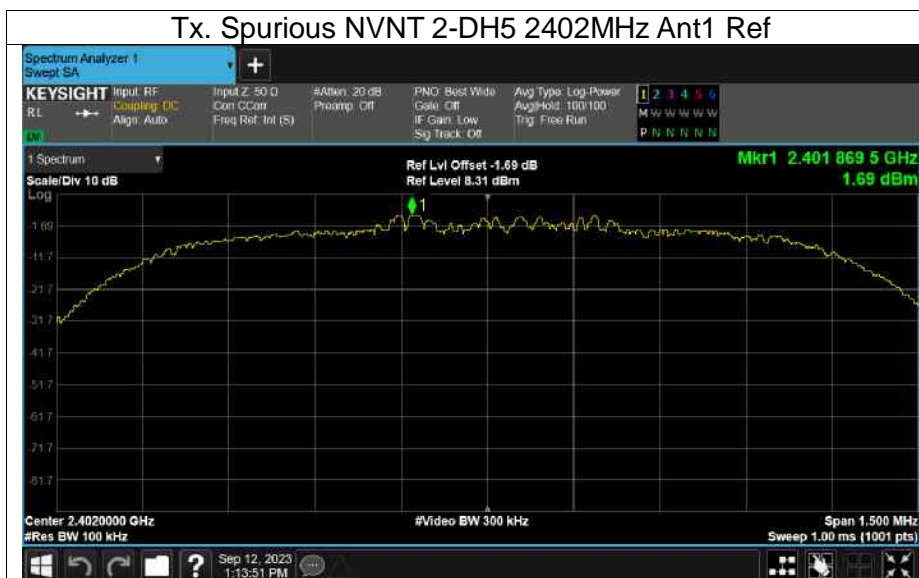 Tx. Spurious NVNT 2-DH5 2402MHz Ant1 Ref
Spectrum Analyzer 1
Swept SA
+
KEYSIGHT
RL
Input: RF
Coupling: DC
Align: Auto
Input Z: 50 Ω
Corr CCorr
Freq Ref: Int (S)
#Atten: 20 dB
Preamp: Off
PNO: Best Wide
Gate: Off
IF Gain: Low
Sig Track: Off
Avg Type: Log-Power
Avg|Hold: 100/100
Trig: Free Run
1 2 3 4 5 6
M W W W W W
P N N N N N
1 Spectrum
Scale/Div 10 dB
Ref Lvl Offset -1.69 dB
Ref Level 8.31 dBm
Mkr1 2.401 869 5 GHz
1.69 dBm
Log
1
-1.69
-11.7
-21.7
-31.7
-41.7
-51.7
-61.7
-71.7
-81.7
Center 2.4020000 GHz
#Res BW 100 kHz
#Video BW 300 kHz
Span 1.500 MHz
Sweep 1.00 ms (1001 pts)
?
Sep 12, 2023
1:13:51 PM